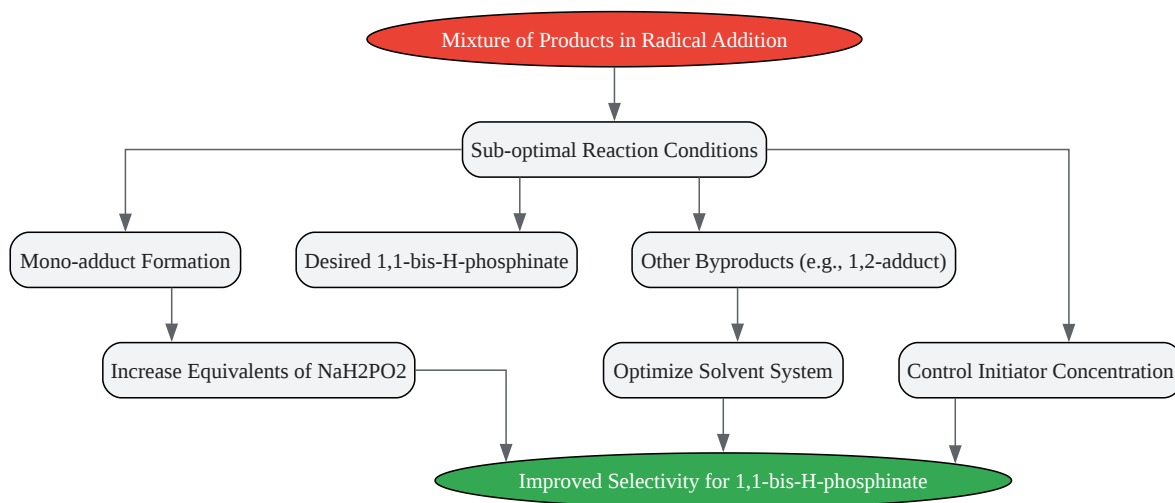 Mixture of Products in Radical Addition
Sub-optimal Reaction Conditions
Mono-adduct Formation
Desired 1,1-bis-H-phosphinate
Other Byproducts (e.g., 1,2-adduct)
Increase Equivalents of NaH2PO2
Optimize Solvent System
Control Initiator Concentration
Improved Selectivity for 1,1-bis-H-phosphinate